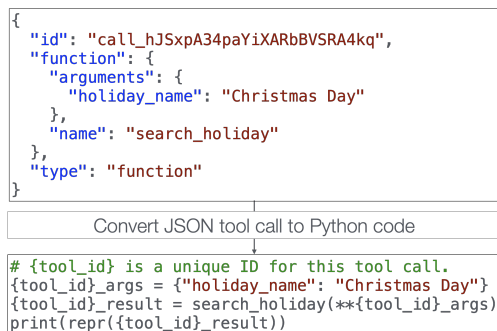 {
  "id": "call_hJSxpA34paYiXARbBVSRA4kq",
  "function": {
    "arguments": {
      "holiday_name": "Christmas Day"
    },
    "name": "search_holiday"
  },
  "type": "function"
}
Convert JSON tool call to Python code
# {tool_id} is a unique ID for this tool call.
{tool_id}_args = {"holiday_name": "Christmas Day"}
{tool_id}_result = search_holiday(**{tool_id}_args)
print(repr({tool_id}_result))